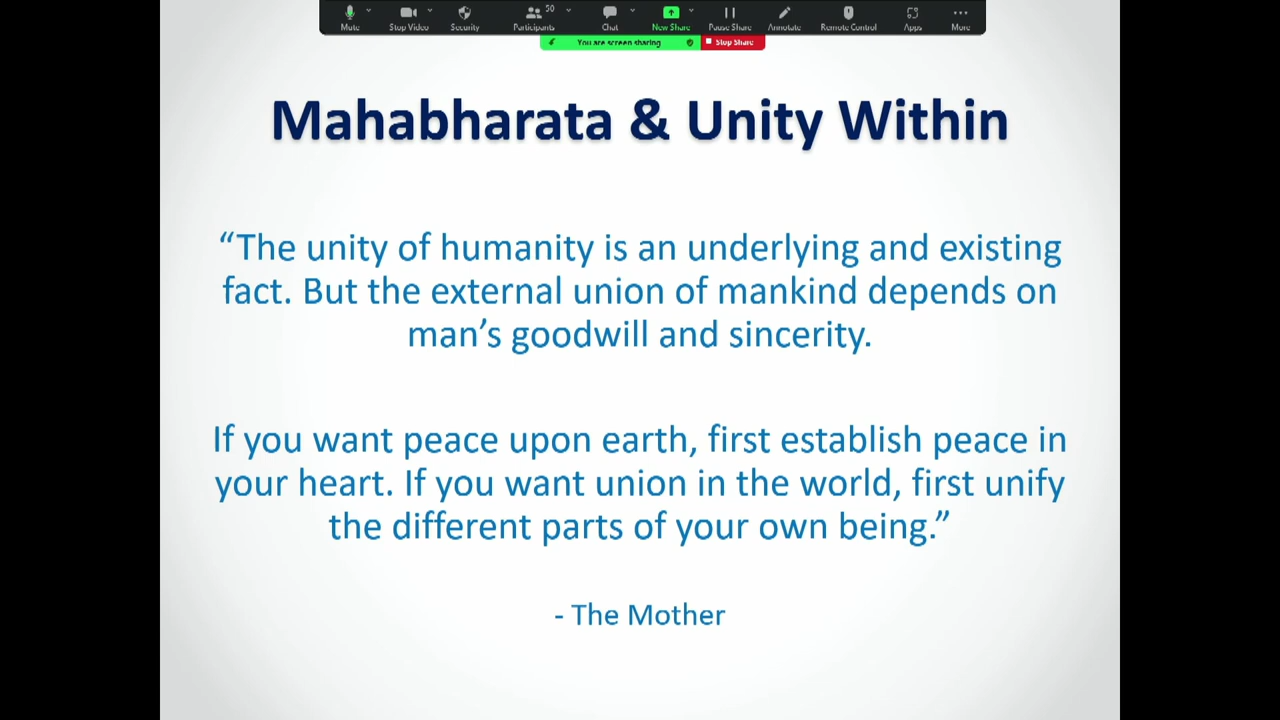 Mute Stop Video Security Participants 50 Chat New Share Pause Share Annotate Remote Control Apps More
You are screen sharing Stop Share
Mahabharata & Unity Within
“The unity of humanity is an underlying and existing
fact. But the external union of mankind depends on
man’s goodwill and sincerity.
If you want peace upon earth, first establish peace in
your heart. If you want union in the world, first unify
the different parts of your own being.”
- The Mother